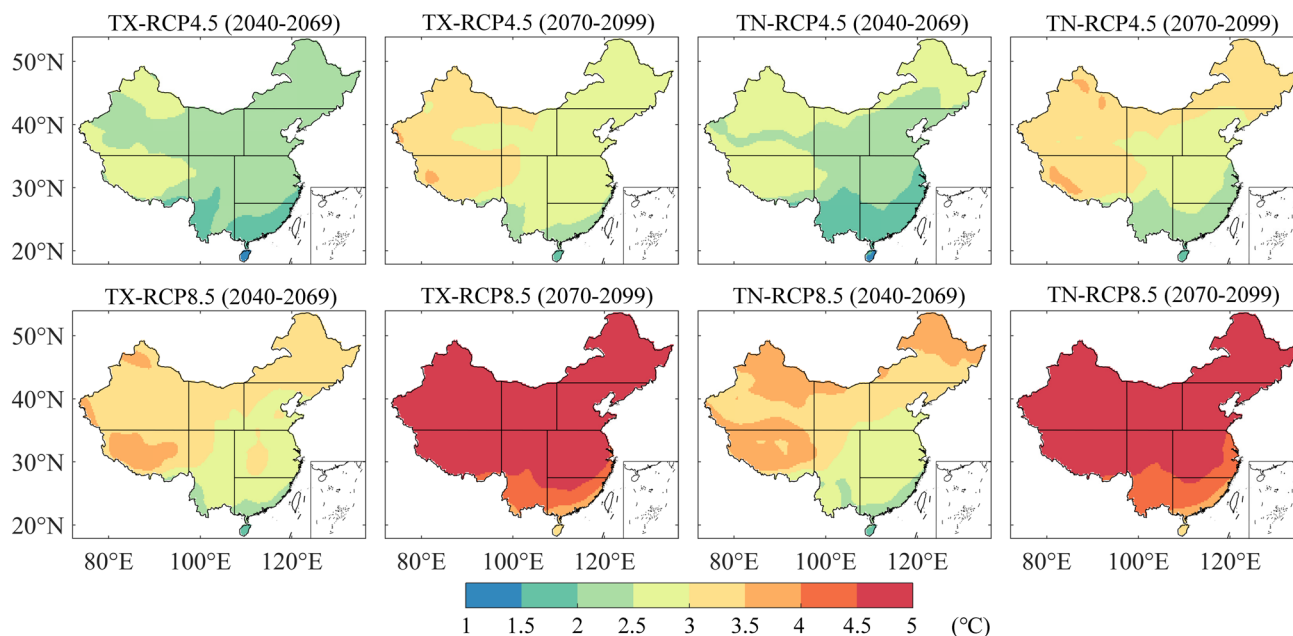 TX-RCP4.5 (2040-2069) TX-RCP4.5 (2070-2099) TN-RCP4.5 (2040-2069) TN-RCP4.5 (2070-2099)
50°N
40°N
30°N
20°N
TX-RCP8.5 (2040-2069) TX-RCP8.5 (2070-2099) TN-RCP8.5 (2040-2069) TN-RCP8.5 (2070-2099)
50°N
40°N
30°N
20°N
80°E 100°E 120°E 80°E 100°E 120°E 80°E 100°E 120°E 80°E 100°E 120°E
1 1.5 2 2.5 3 3.5 4 4.5 5 (℃)